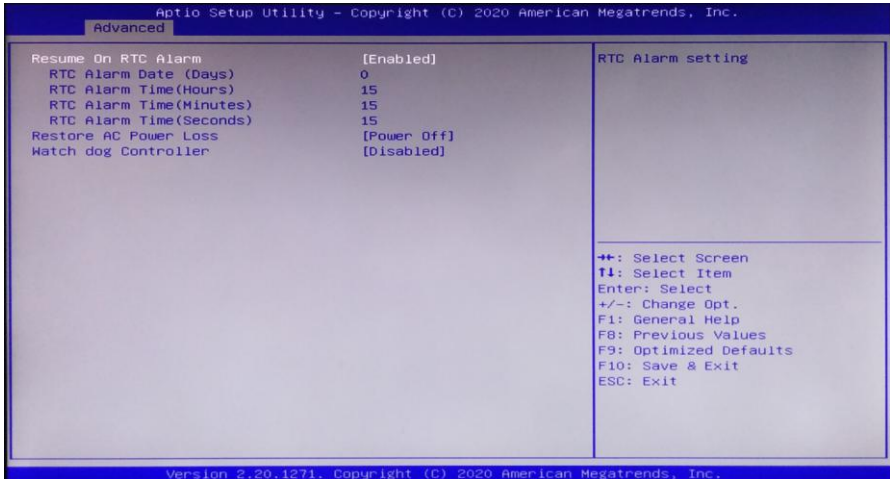 Aptio Setup Utility – Copyright (C) 2020 American Megatrends, Inc.
Advanced
Resume On RTC Alarm [Enabled]
RTC Alarm Date (Days) 0
RTC Alarm Time(Hours) 15
RTC Alarm Time(Minutes) 15
RTC Alarm Time(Seconds) 15
Restore AC Power Loss [Power Off]
Watch dog Controller [Disabled]
RTC Alarm setting
→←: Select Screen
↑↓: Select Item
Enter: Select
+/-: Change Opt.
F1: General Help
F8: Previous Values
F9: Optimized Defaults
F10: Save & Exit
ESC: Exit
Version 2.20.1271. Copyright (C) 2020 American Megatrends, Inc.